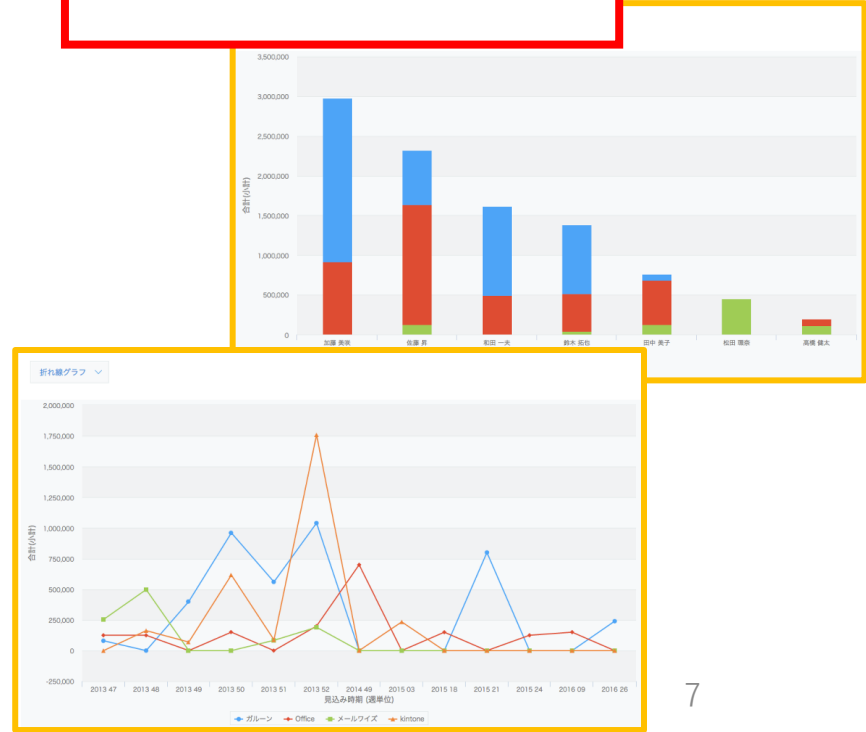 3,500,000
3,000,000
2,500,000
2,000,000
1,500,000
1,000,000
500,000
0
合計(小計)
加藤 美咲 佐藤 昇 和田 一夫 鈴木 拓也 田中 美子 松田 環奈 高橋 健太
折れ線グラフ
2,000,000
1,750,000
1,500,000
1,250,000
1,000,000
750,000
500,000
250,000
0
-250,000
合計(小計)
2013 47 2013 48 2013 49 2013 50 2013 51 2013 52 2014 49 2015 03 2015 18 2015 21 2015 24 2016 09 2016 26
見込み時期 (週単位)
ガルーン Office メールワイズ kintone
7